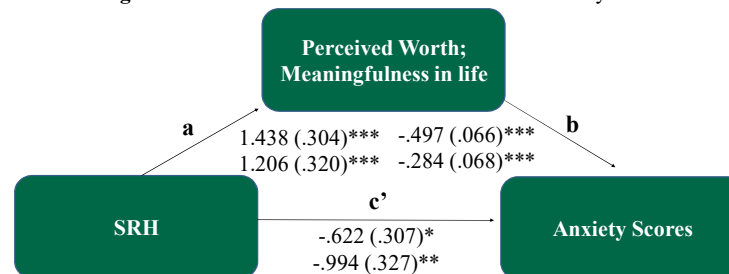 Perceived Worth;
Meaningfulness in life
a
b
1.438 (.304)*** -.497 (.066)***
1.206 (.320)*** -.284 (.068)***
SRH
c’
Anxiety Scores
-.622 (.307)*
-.994 (.327)**